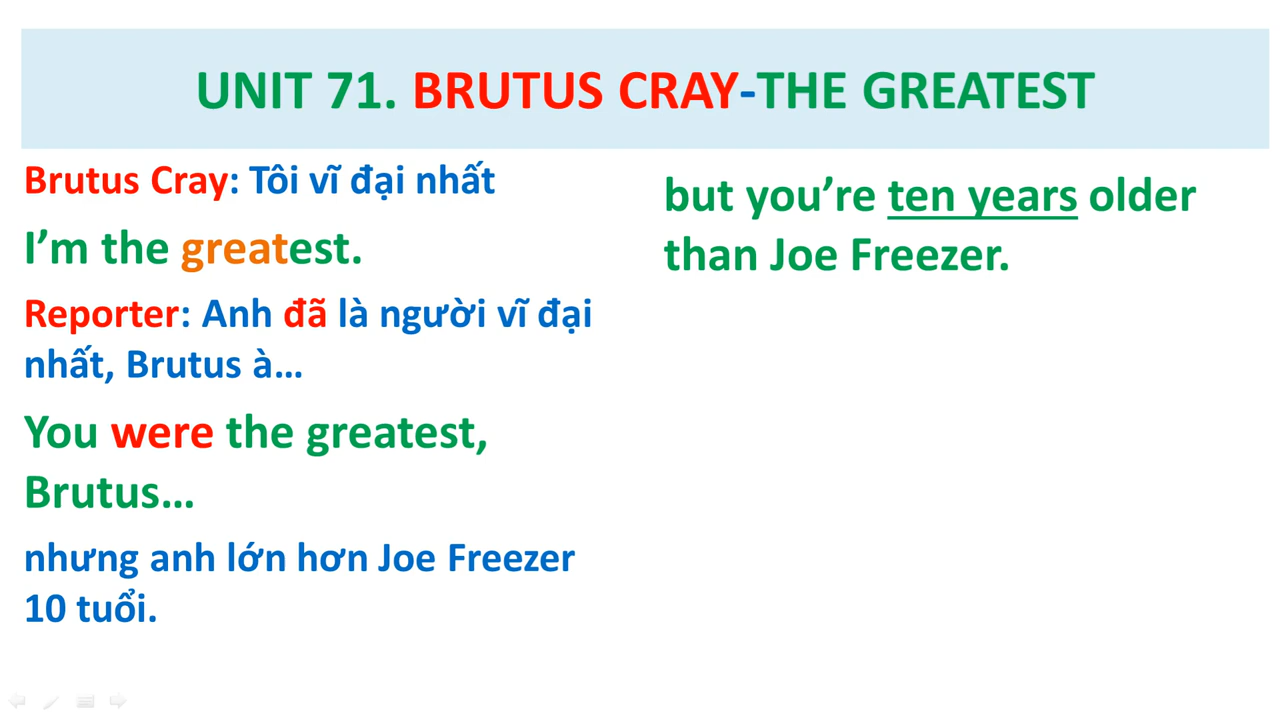 UNIT 71. BRUTUS CRAY-THE GREATEST
Brutus Cray: Tôi vĩ đại nhất
I’m the greatest.
Reporter: Anh đã là người vĩ đại
nhất, Brutus à…
You were the greatest,
Brutus…
nhưng anh lớn hơn Joe Freezer
10 tuổi.
but you’re ten years older
than Joe Freezer.